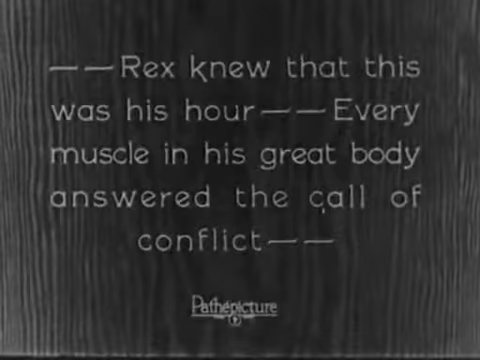 ——Rex knew that this
was his hour——Every
muscle in his great body
answered the call of
conflict——
Pathépicture